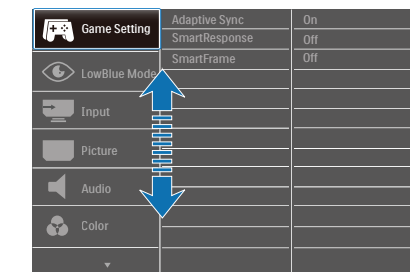 Game Setting
Adaptive Sync On
SmartResponse Off
SmartFrame Off
LowBlue Mode
Input
Picture
Audio
Color